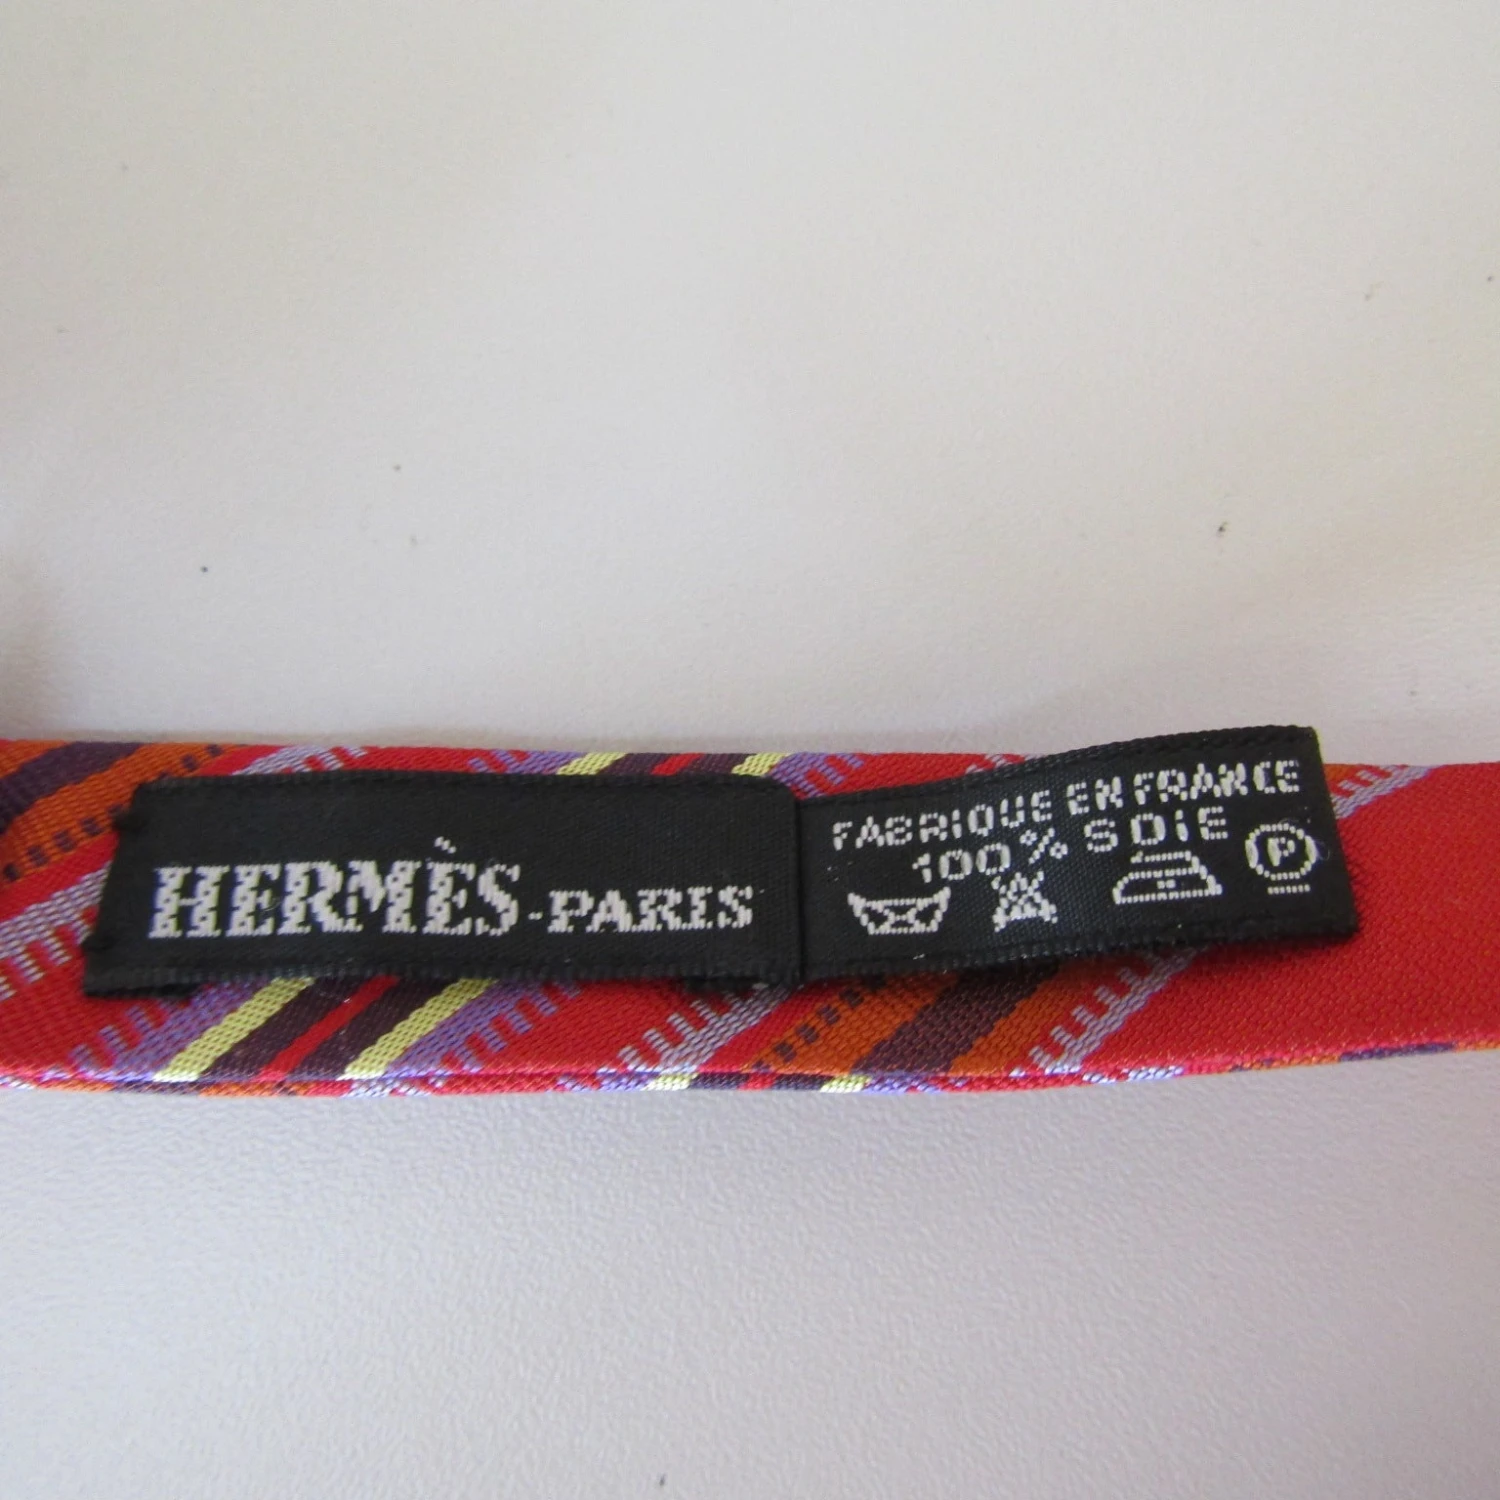 HERMÈS-PARIS
FABRIQUE EN FRANCE
100% SOIE
P